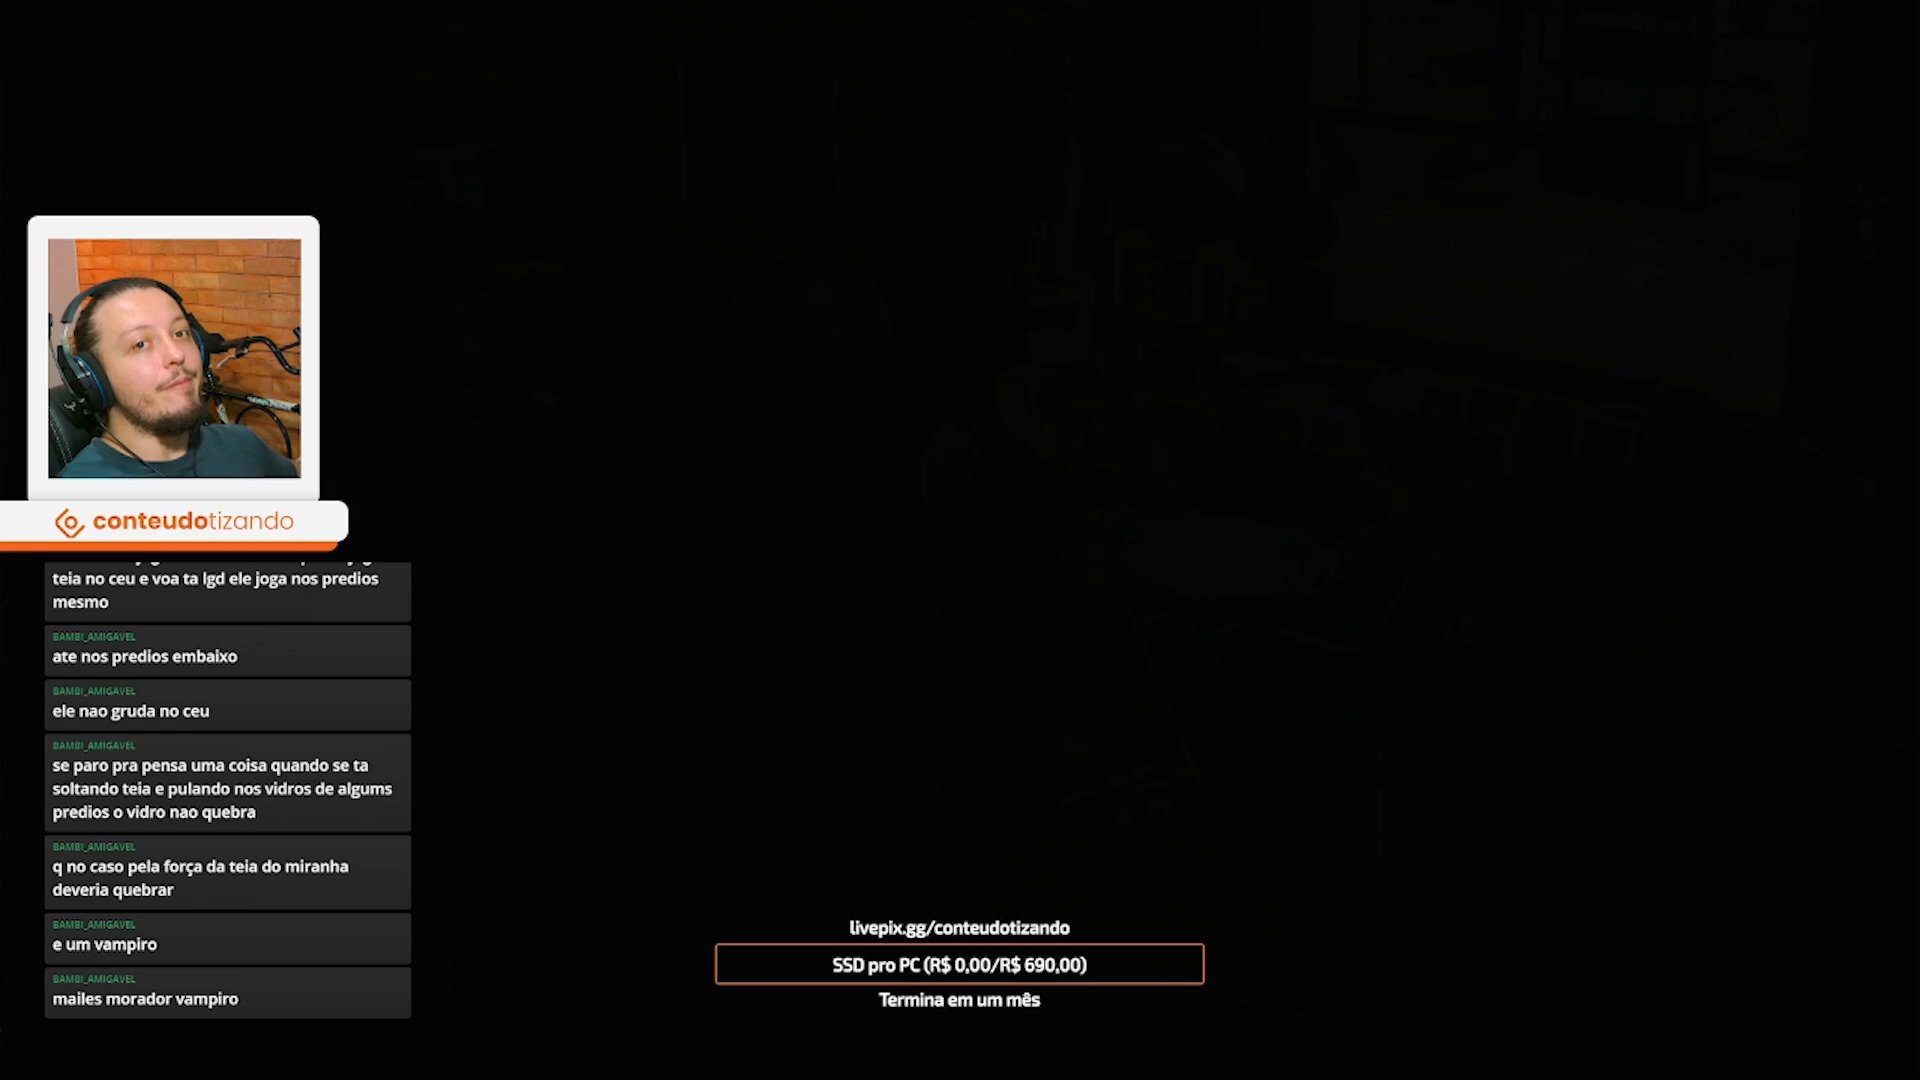 conteudotizando
teia no ceu e voa ta lgd ele joga nos predios
mesmo
BAMBI_AMIGAVEL
ate nos predios embaixo
BAMBI_AMIGAVEL
ele nao gruda no ceu
BAMBI_AMIGAVEL
se paro pra pensa uma coisa quando se ta
soltando teia e pulando nos vidros de algums
predios o vidro nao quebra
BAMBI_AMIGAVEL
q no caso pela força da teia do miranha
deveria quebrar
BAMBI_AMIGAVEL
e um vampiro
BAMBI_AMIGAVEL
mailes morador vampiro
livepix.gg/conteudotizando
SSD pro PC (R$ 0,00/R$ 690,00)
Termina em um mês